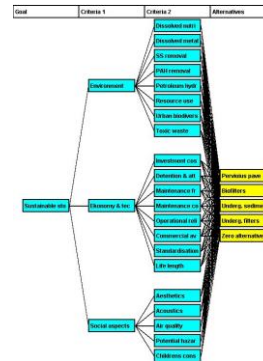 Goal
Criteria 1
Criteria 2
Alternatives
Dissolved nutri
Dissolved metal
SS removal
PAH removal
Petroleum hydr
Resource use
Urban biodivers
Toxic waste
Environment
Investment cos
Detention & att
Maintenance fr
Maintenance co
Operational reli
Commercial av
Standardisation
Life length
Sustainable sto
Ekonomy & tec
Pervious pave
Biofilters
Underg. sedime
Underg. filters
Zero alternative
Social aspects
Aesthetics
Acoustics
Air quality
Potential hazar
Childrens cons